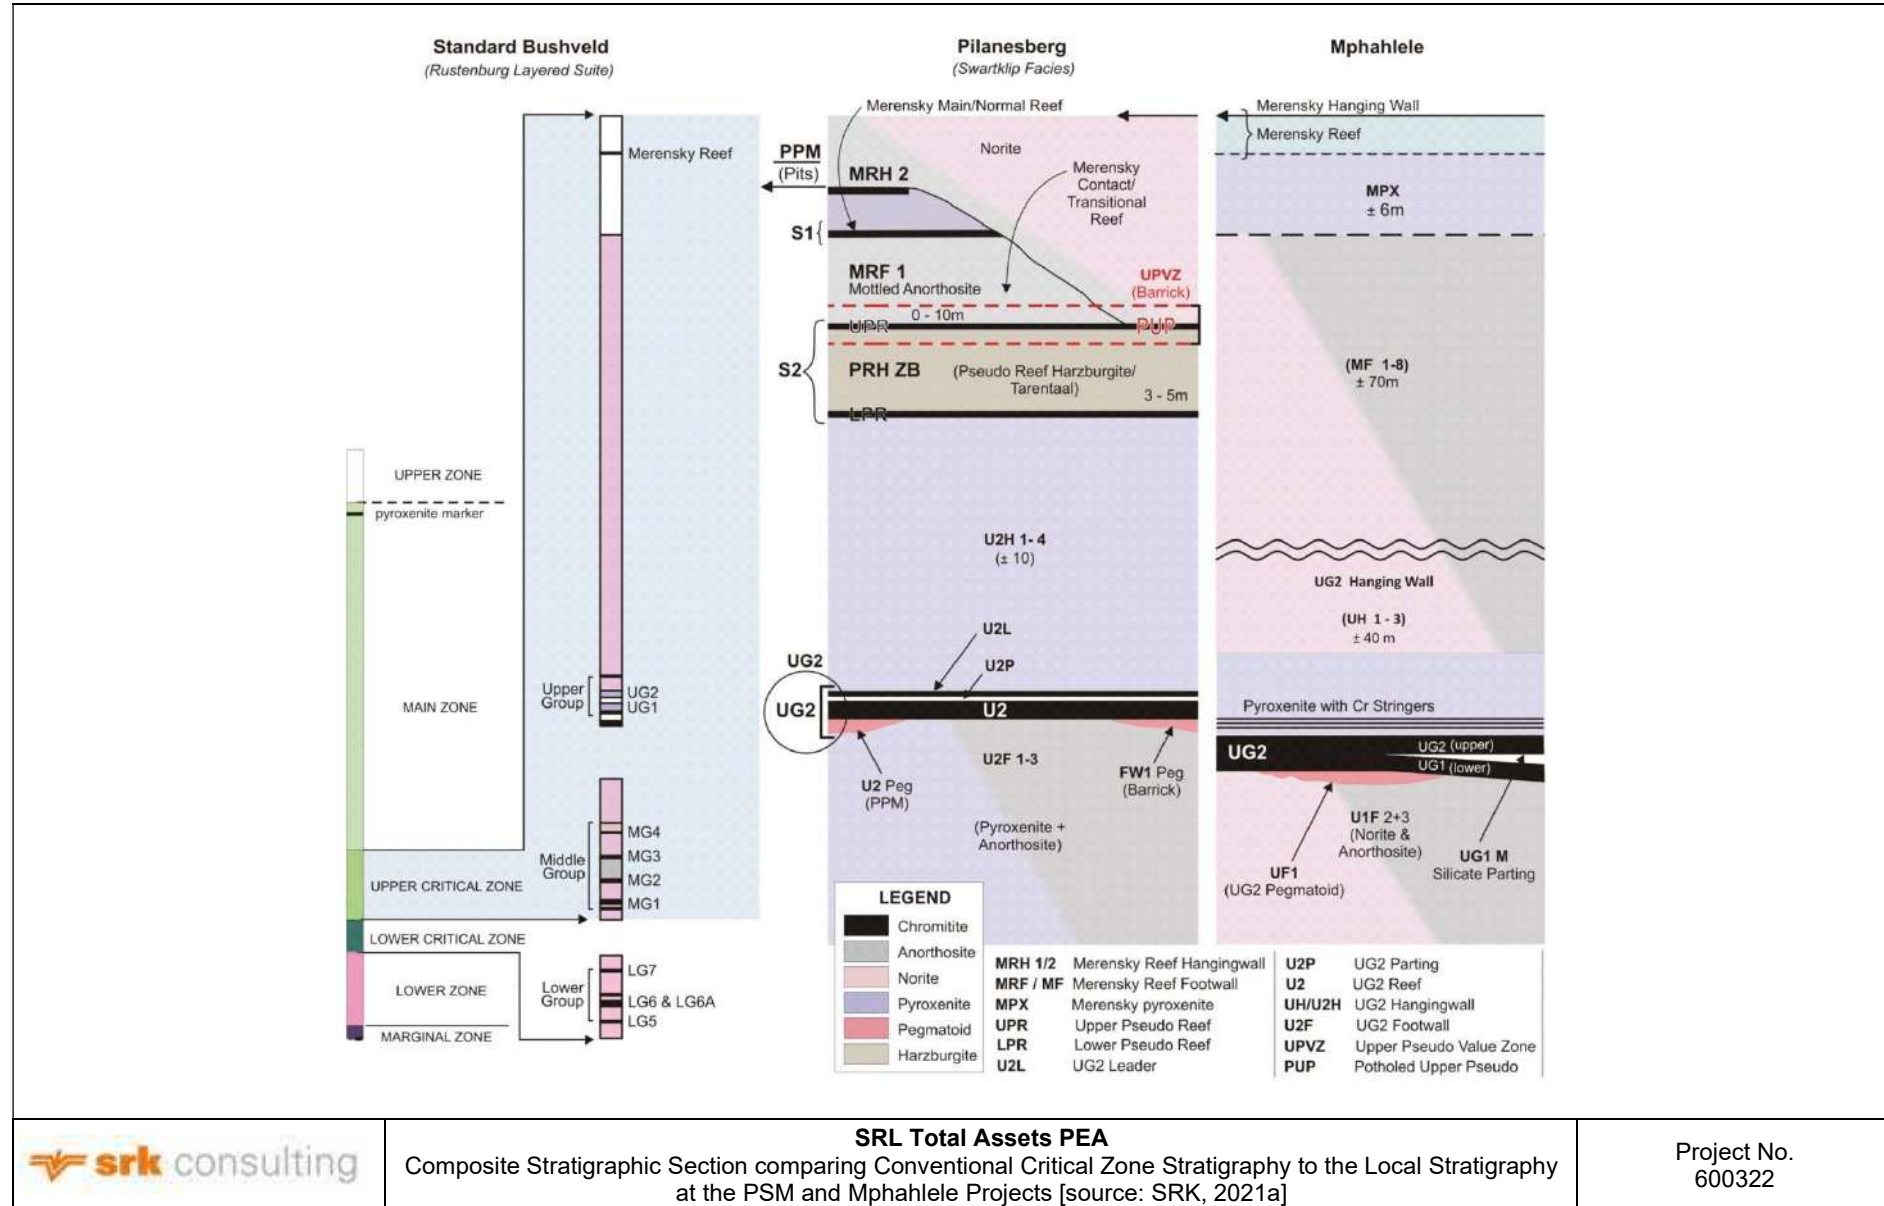 Standard Bushveld
(Rustenburg Layered Suite)
Pilanesberg
(Swartklip Facies)
Mphahlele
Merensky Reef
UPPER ZONE
pyroxenite marker
MAIN ZONE
UPPER CRITICAL ZONE
LOWER CRITICAL ZONE
LOWER ZONE
MARGINAL ZONE
Upper
Group
UG2
UG1
Middle
Group
MG4
MG3
MG2
MG1
Lower
Group
LG7
LG6 & LG6A
LG5
Merensky Main/Normal Reef
PPM
(Pits)
MRH 2
Norite
Merensky
Contact/
Transitional
Reef
S1
MRF 1
Mottled Anorthosite
UPVZ
(Barrick)
0 - 10m
UPR
PUP
S2
PRH ZB
(Pseudo Reef Harzburgite/
Tarentaal)
3 - 5m
LPR
U2H 1- 4
(± 10)
U2L
U2P
UG2
UG2
U2
U2F 1-3
U2 Peg
(PPM)
FW1 Peg
(Barrick)
(Pyroxenite +
Anorthosite)
Merensky Hanging Wall
Merensky Reef
MPX
± 6m
(MF 1-8)
± 70m
UG2 Hanging Wall
(UH 1 - 3)
± 40 m
Pyroxenite with Cr Stringers
UG2
UG2 (upper)
UG1 (lower)
U1F 2+3
(Norite &
Anorthosite)
UG1 M
Silicate Parting
UF1
(UG2 Pegmatoid)
LEGEND
Chromitite
Anorthosite
Norite
Pyroxenite
Pegmatoid
Harzburgite
MRH 1/2 Merensky Reef Hangingwall
MRF / MF Merensky Reef Footwall
MPX Merensky pyroxenite
UPR Upper Pseudo Reef
LPR Lower Pseudo Reef
U2L UG2 Leader
U2P UG2 Parting
U2 UG2 Reef
UH/U2H UG2 Hangingwall
U2F UG2 Footwall
UPVZ Upper Pseudo Value Zone
PUP Potholed Upper Pseudo
srk consulting
SRL Total Assets PEA
Composite Stratigraphic Section comparing Conventional Critical Zone Stratigraphy to the Local Stratigraphy
at the PSM and Mphahlele Projects [source: SRK, 2021a]
Project No.
600322